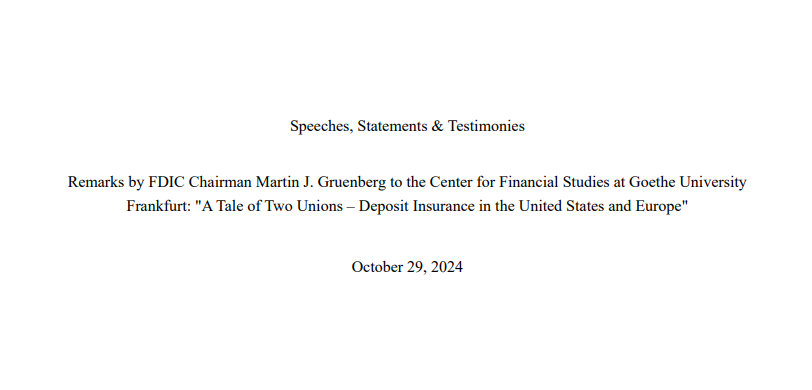 Speeches, Statements & Testimonies
Remarks by FDIC Chairman Martin J. Gruenberg to the Center for Financial Studies at Goethe University
Frankfurt: "A Tale of Two Unions – Deposit Insurance in the United States and Europe"
October 29, 2024